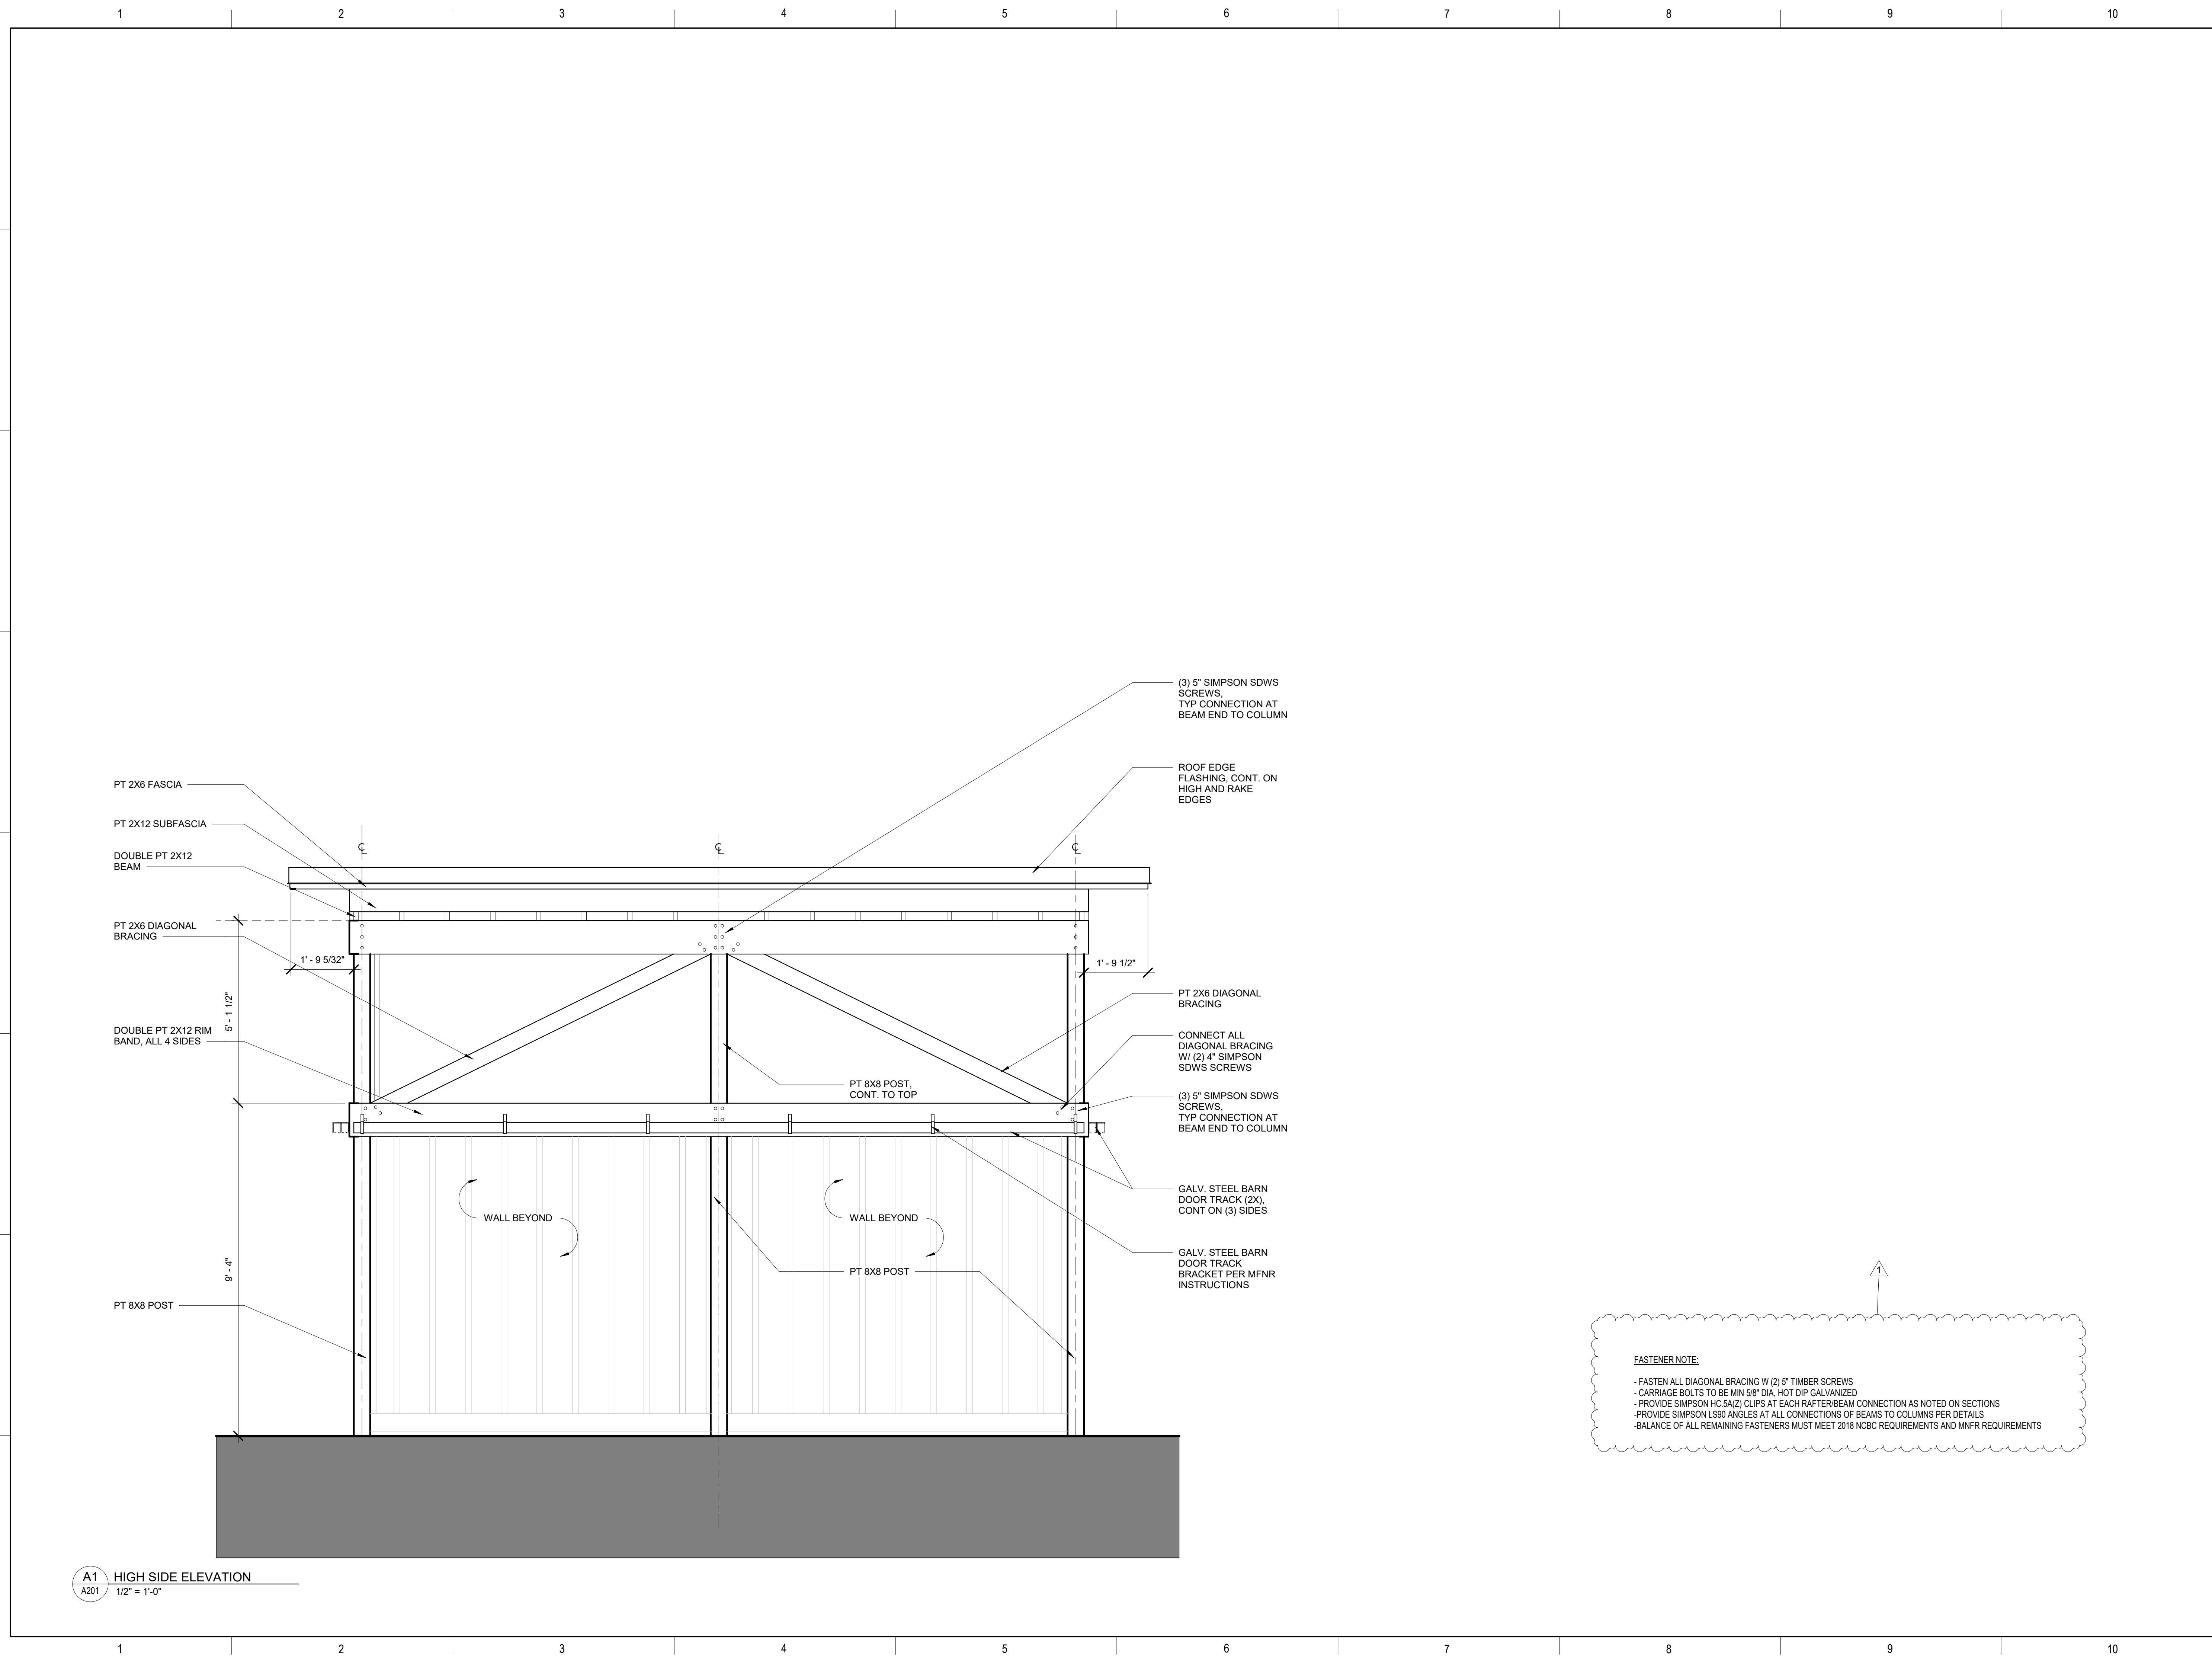 1 2 3 4 5 6 7 8 9 10
(3) 5" SIMPSON SDWS
SCREWS,
TYP CONNECTION AT
BEAM END TO COLUMN
ROOF EDGE
FLASHING, CONT. ON
HIGH AND RAKE
EDGES
PT 2X6 FASCIA
PT 2X12 SUBFASCIA
DOUBLE PT 2X12
BEAM
PT 2X6 DIAGONAL
BRACING
1' - 9 5/32"
1' - 9 1/2"
5' - 1 1/2"
PT 2X6 DIAGONAL
BRACING
DOUBLE PT 2X12 RIM
BAND, ALL 4 SIDES
CONNECT ALL
DIAGONAL BRACING
W/ (2) 4" SIMPSON
SDWS SCREWS
PT 8X8 POST,
CONT. TO TOP
(3) 5" SIMPSON SDWS
SCREWS,
TYP CONNECTION AT
BEAM END TO COLUMN
GALV. STEEL BARN
DOOR TRACK (2X),
CONT ON (3) SIDES
WALL BEYOND
WALL BEYOND
GALV. STEEL BARN
DOOR TRACK
BRACKET PER MFNR
INSTRUCTIONS
9' - 4"
PT 8X8 POST
PT 8X8 POST
1
FASTENER NOTE:
- FASTEN ALL DIAGONAL BRACING W (2) 5" TIMBER SCREWS
- CARRIAGE BOLTS TO BE MIN 5/8" DIA, HOT DIP GALVANIZED
- PROVIDE SIMPSON HC.5A(Z) CLIPS AT EACH RAFTER/BEAM CONNECTION AS NOTED ON SECTIONS
-PROVIDE SIMPSON LS90 ANGLES AT ALL CONNECTIONS OF BEAMS TO COLUMNS PER DETAILS
-BALANCE OF ALL REMAINING FASTENERS MUST MEET 2018 NCBC REQUIREMENTS AND MNFR REQUIREMENTS
A1 HIGH SIDE ELEVATION
A201 1/2" = 1'-0"
1 2 3 4 5 6 7 8 9 10